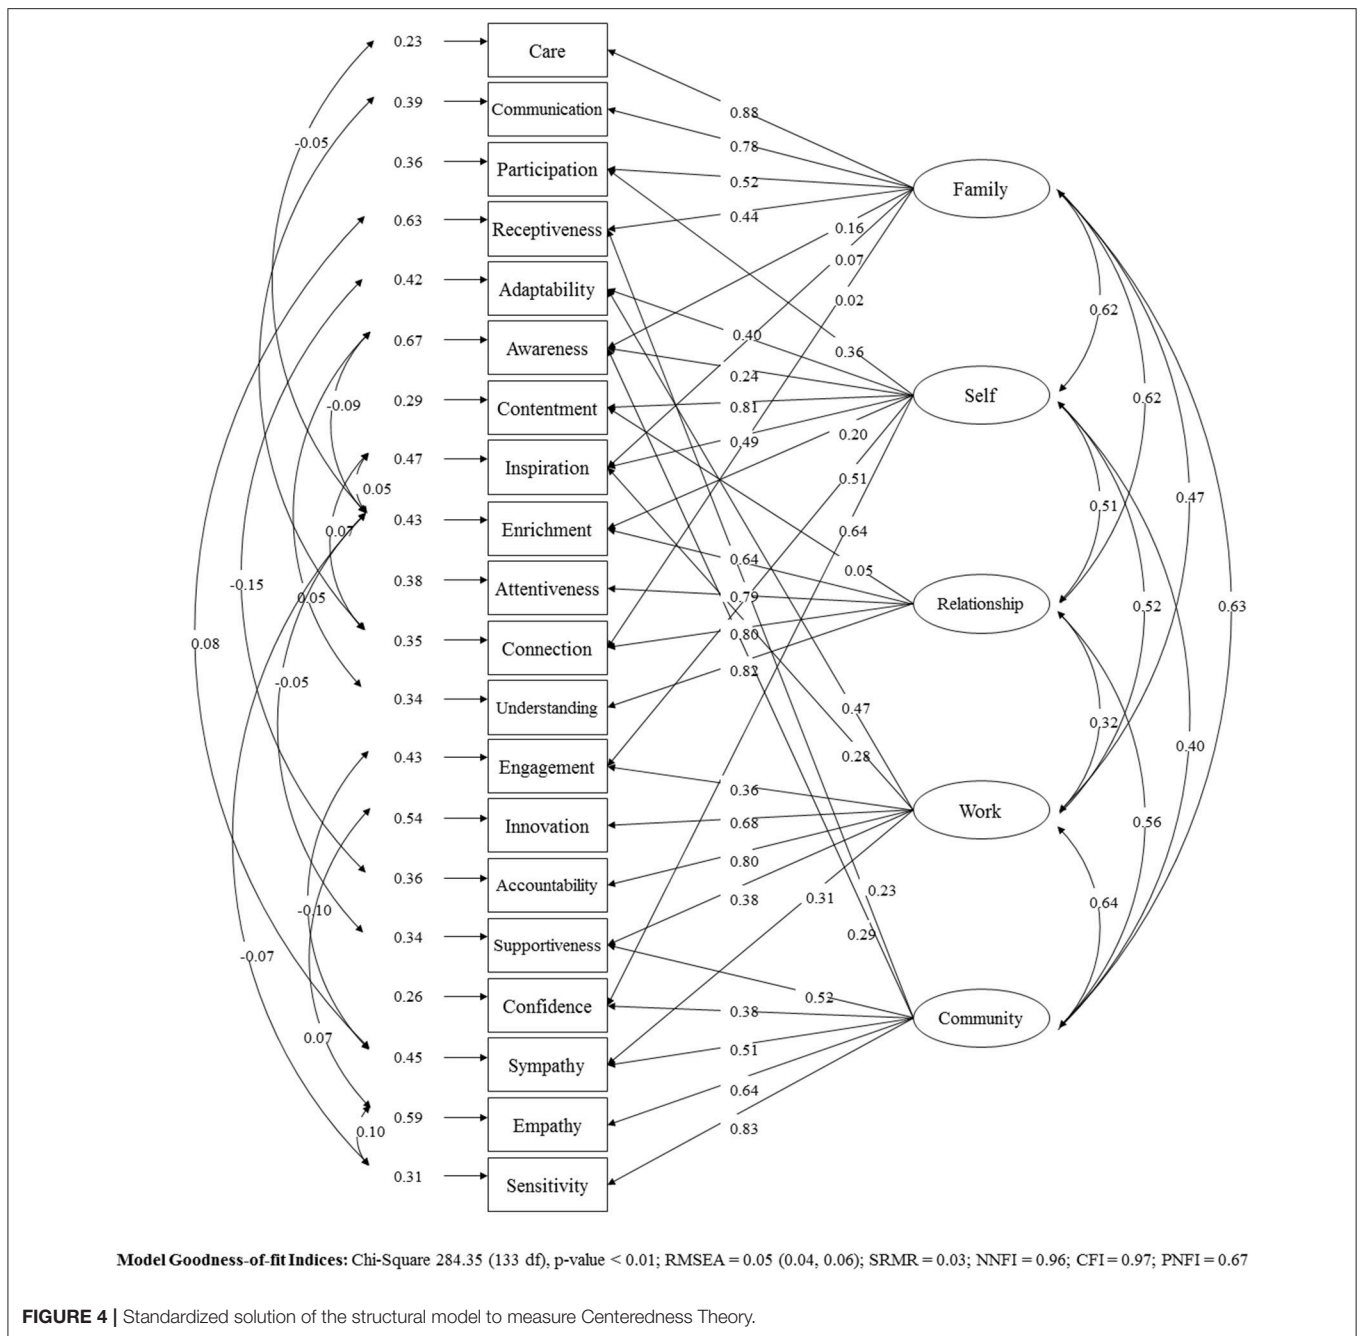 0.23
Care
0.39
Communication
0.36
Participation
0.63
Receptiveness
0.42
Adaptability
0.67
Awareness
0.29
Contentment
0.47
Inspiration
0.43
Enrichment
0.38
Attentiveness
0.35
Connection
0.34
Understanding
0.43
Engagement
0.54
Innovation
0.36
Accountability
0.34
Supportiveness
0.26
Confidence
0.45
Sympathy
0.59
Empathy
0.31
Sensitivity
-0.05
-0.09
0.05
0.07
-0.15
0.05
0.08
-0.05
-0.10
-0.07
0.07
0.10
0.88
0.78
0.52
0.44
0.16
0.07
0.02
0.40
0.36
0.24
0.81
0.49
0.20
0.51
0.64
0.64
0.05
0.79
0.80
0.82
0.47
0.28
0.36
0.68
0.80
0.38
0.31
0.23
0.29
0.52
0.38
0.51
0.64
0.83
Family
Self
Relationship
Work
Community
0.62
0.62
0.47
0.51
0.52
0.63
0.32
0.40
0.56
0.64
Model Goodness-of-fit Indices: Chi-Square 284.35 (133 df), p-value < 0.01; RMSEA = 0.05 (0.04, 0.06); SRMR = 0.03; NNFI = 0.96; CFI = 0.97; PNFI = 0.67
FIGURE 4 | Standardized solution of the structural model to measure Centeredness Theory.